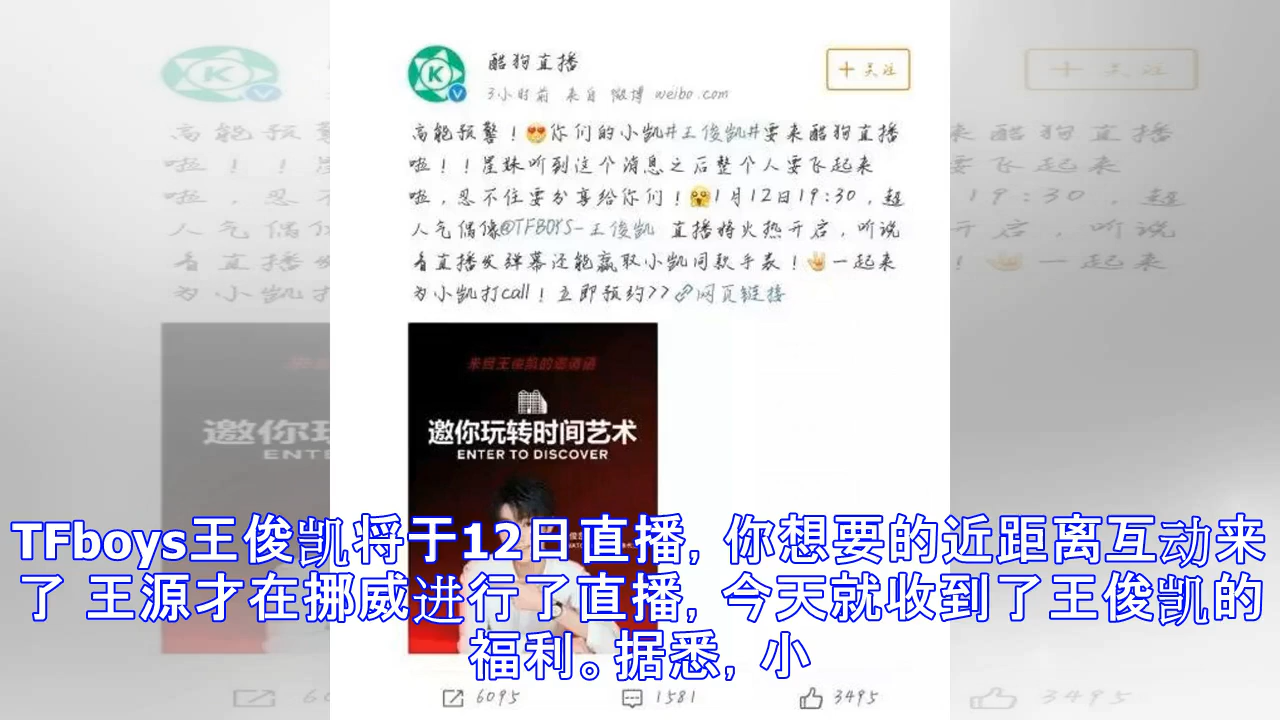 酷狗直播
3小时前 来自 微博 weibo.com
+关注
高能预警！😍你们的小凯#王俊凯#要来酷狗直播
啦！！星妹听到这个消息之后整个人要飞起来
啦，忍不住要分享给你们！🤗1月12日19:30，超
人气偶像@TFBOYS-王俊凯 直播将火热开启，听说
看直播发弹幕还能赢取小凯同款手表！🤟一起来
为小凯打call！立即预约>>网页链接
来自王俊凯的邀请函
邀你玩转时间艺术
ENTER TO DISCOVER
TFboys王俊凯将于12日直播，你想要的近距离互动来
了 王源才在挪威进行了直播，今天就收到了王俊凯的
福利。据悉，小
6095
1581
3495